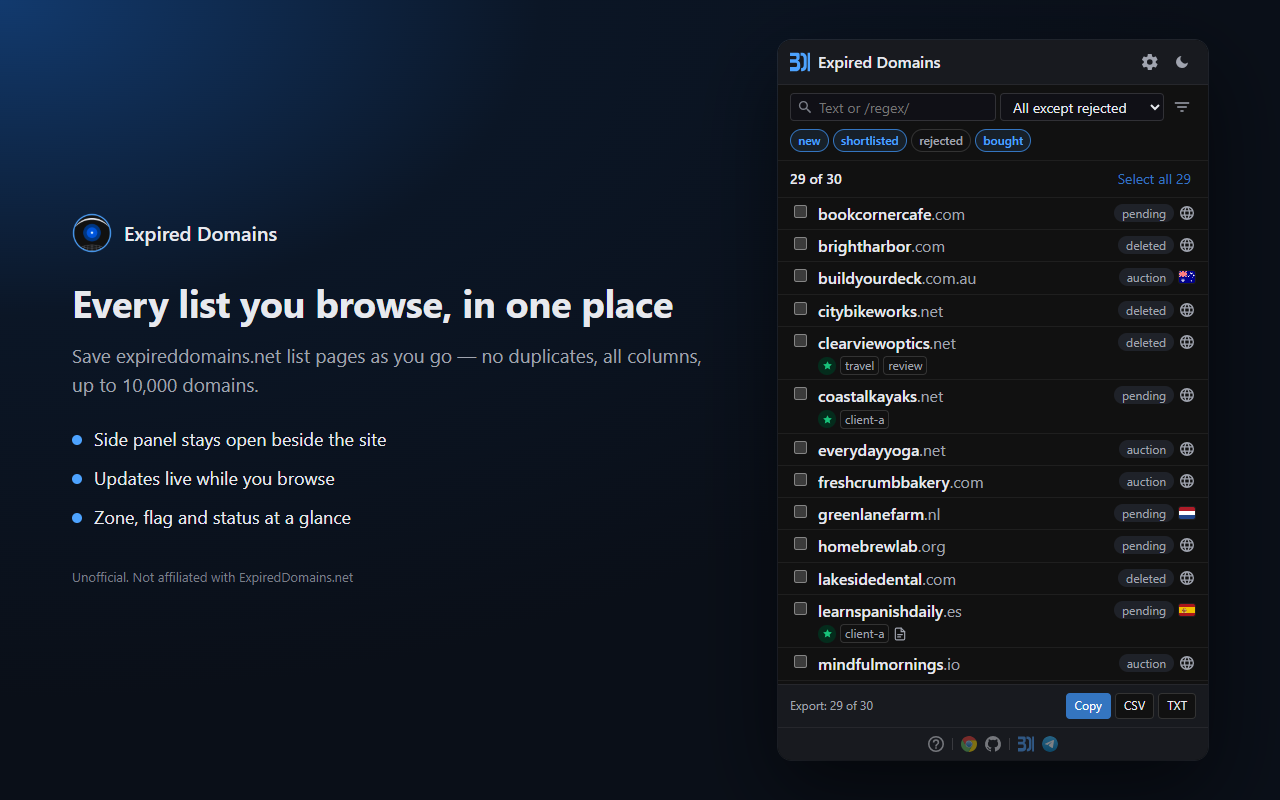 Expired Domains
Every list you browse, in one place
Save expireddomains.net list pages as you go — no duplicates, all columns,
up to 10,000 domains.
Side panel stays open beside the site
Updates live while you browse
Zone, flag and status at a glance
Unofficial. Not affiliated with ExpiredDomains.net
Expired Domains
Text or /regex/
All except rejected
new shortlisted rejected bought
29 of 30 Select all 29
bookcornercafe.com pending
brightharbor.com deleted
buildyourdeck.com.au auction
citybikeworks.net deleted
clearviewoptics.net deleted
travel review
coastalkayaks.net pending
client-a
everydayyoga.net auction
freshcrumbbakery.com auction
greenlanefarm.nl pending
homebrewlab.org pending
lakesidedental.com deleted
learnspanishdaily.es pending
client-a
mindfulmornings.io auction
Export: 29 of 30 Copy CSV TXT